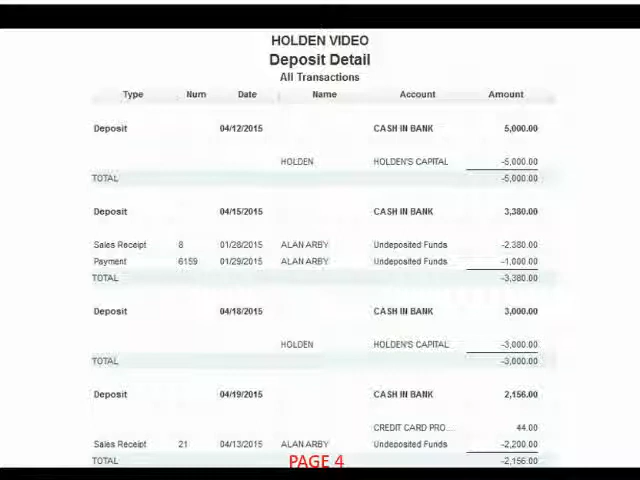 HOLDEN VIDEO
Deposit Detail
All Transactions
Type Num Date Name Account Amount
Deposit 04/12/2015 CASH IN BANK 5,000.00
HOLDEN HOLDEN'S CAPITAL -5,000.00
TOTAL -5,000.00
Deposit 04/15/2015 CASH IN BANK 3,380.00
Sales Receipt 8 01/28/2015 ALAN ARBY Undeposited Funds -2,380.00
Payment 6159 01/29/2015 ALAN ARBY Undeposited Funds -1,000.00
TOTAL -3,380.00
Deposit 04/18/2015 CASH IN BANK 3,000.00
HOLDEN HOLDEN'S CAPITAL -3,000.00
TOTAL -3,000.00
Deposit 04/19/2015 CASH IN BANK 2,156.00
CREDIT CARD PRO... 44.00
Sales Receipt 21 04/13/2015 ALAN ARBY Undeposited Funds -2,200.00
TOTAL PAGE 4 -2,156.00